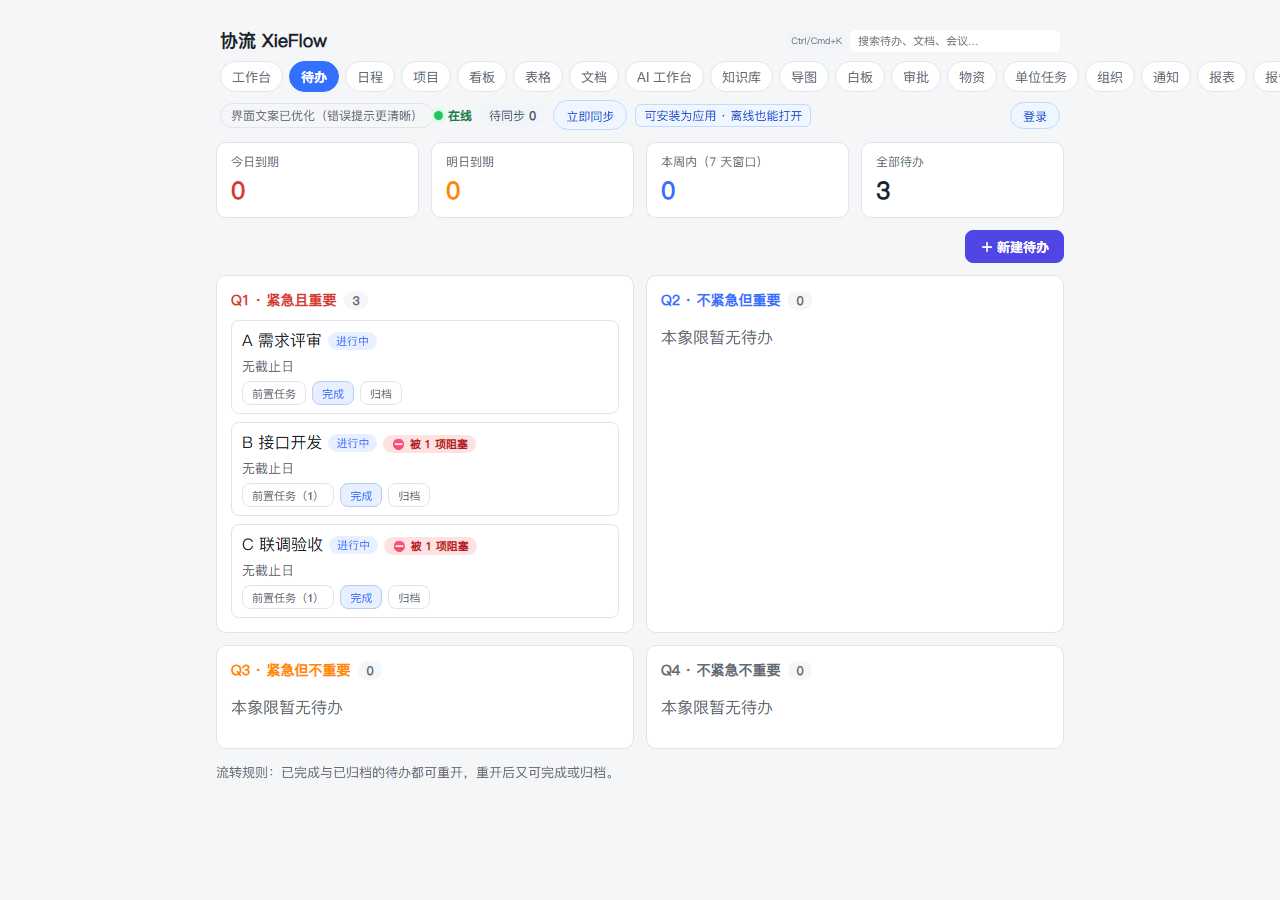 协流 XieFlow
Ctrl/Cmd+K 搜索待办、文档、会议…
工作台 待办 日程 项目 看板 表格 文档 AI 工作台 知识库 导图 白板 审批 物资 单位任务 组织 通知 报表
界面文案已优化（错误提示更清晰） 在线 待同步 0 立即同步 可安装为应用 · 离线也能打开 登录
今日到期 明日到期 本周内（7 天窗口） 全部待办
0 0 0 3
＋ 新建待办
Q1 · 紧急且重要 3
A 需求评审 进行中
无截止日
前置任务 完成 归档
B 接口开发 进行中 被 1 项阻塞
无截止日
前置任务（1） 完成 归档
C 联调验收 进行中 被 1 项阻塞
无截止日
前置任务（1） 完成 归档
Q2 · 不紧急但重要 0
本象限暂无待办
Q3 · 紧急但不重要 0
本象限暂无待办
Q4 · 不紧急不重要 0
本象限暂无待办
流转规则：已完成与已归档的待办都可重开，重开后又可完成或归档。